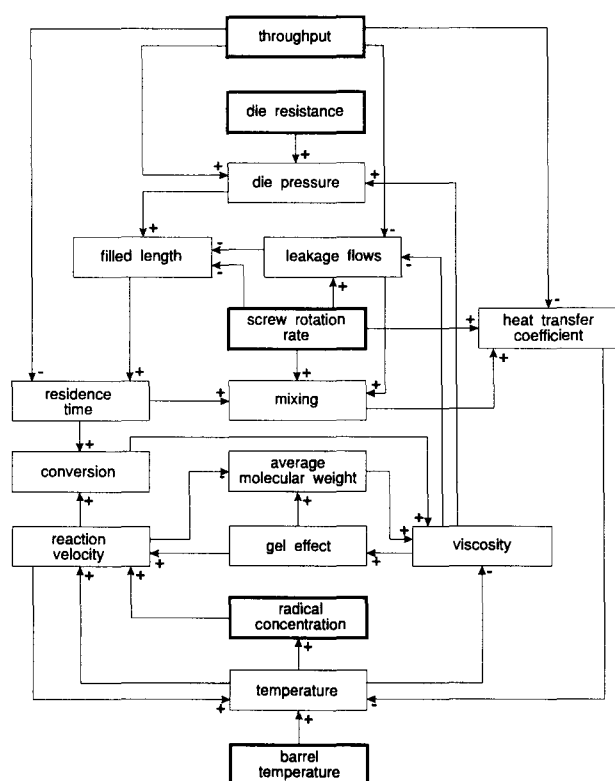 throughput
die resistance
+
+
+
die pressure
+
-
-
filled length
-
-
leakage flows
-
+
-
screw rotation
rate
+
heat transfer
coefficient
-
+
+
+
+
residence
time
+
mixing
+
conversion
average
molecular weight
-
+
+
+
+
reaction
velocity
+
gel effect
+
viscosity
+
+
-
radical
concentration
+
temperature
+
-
+
barrel
temperature